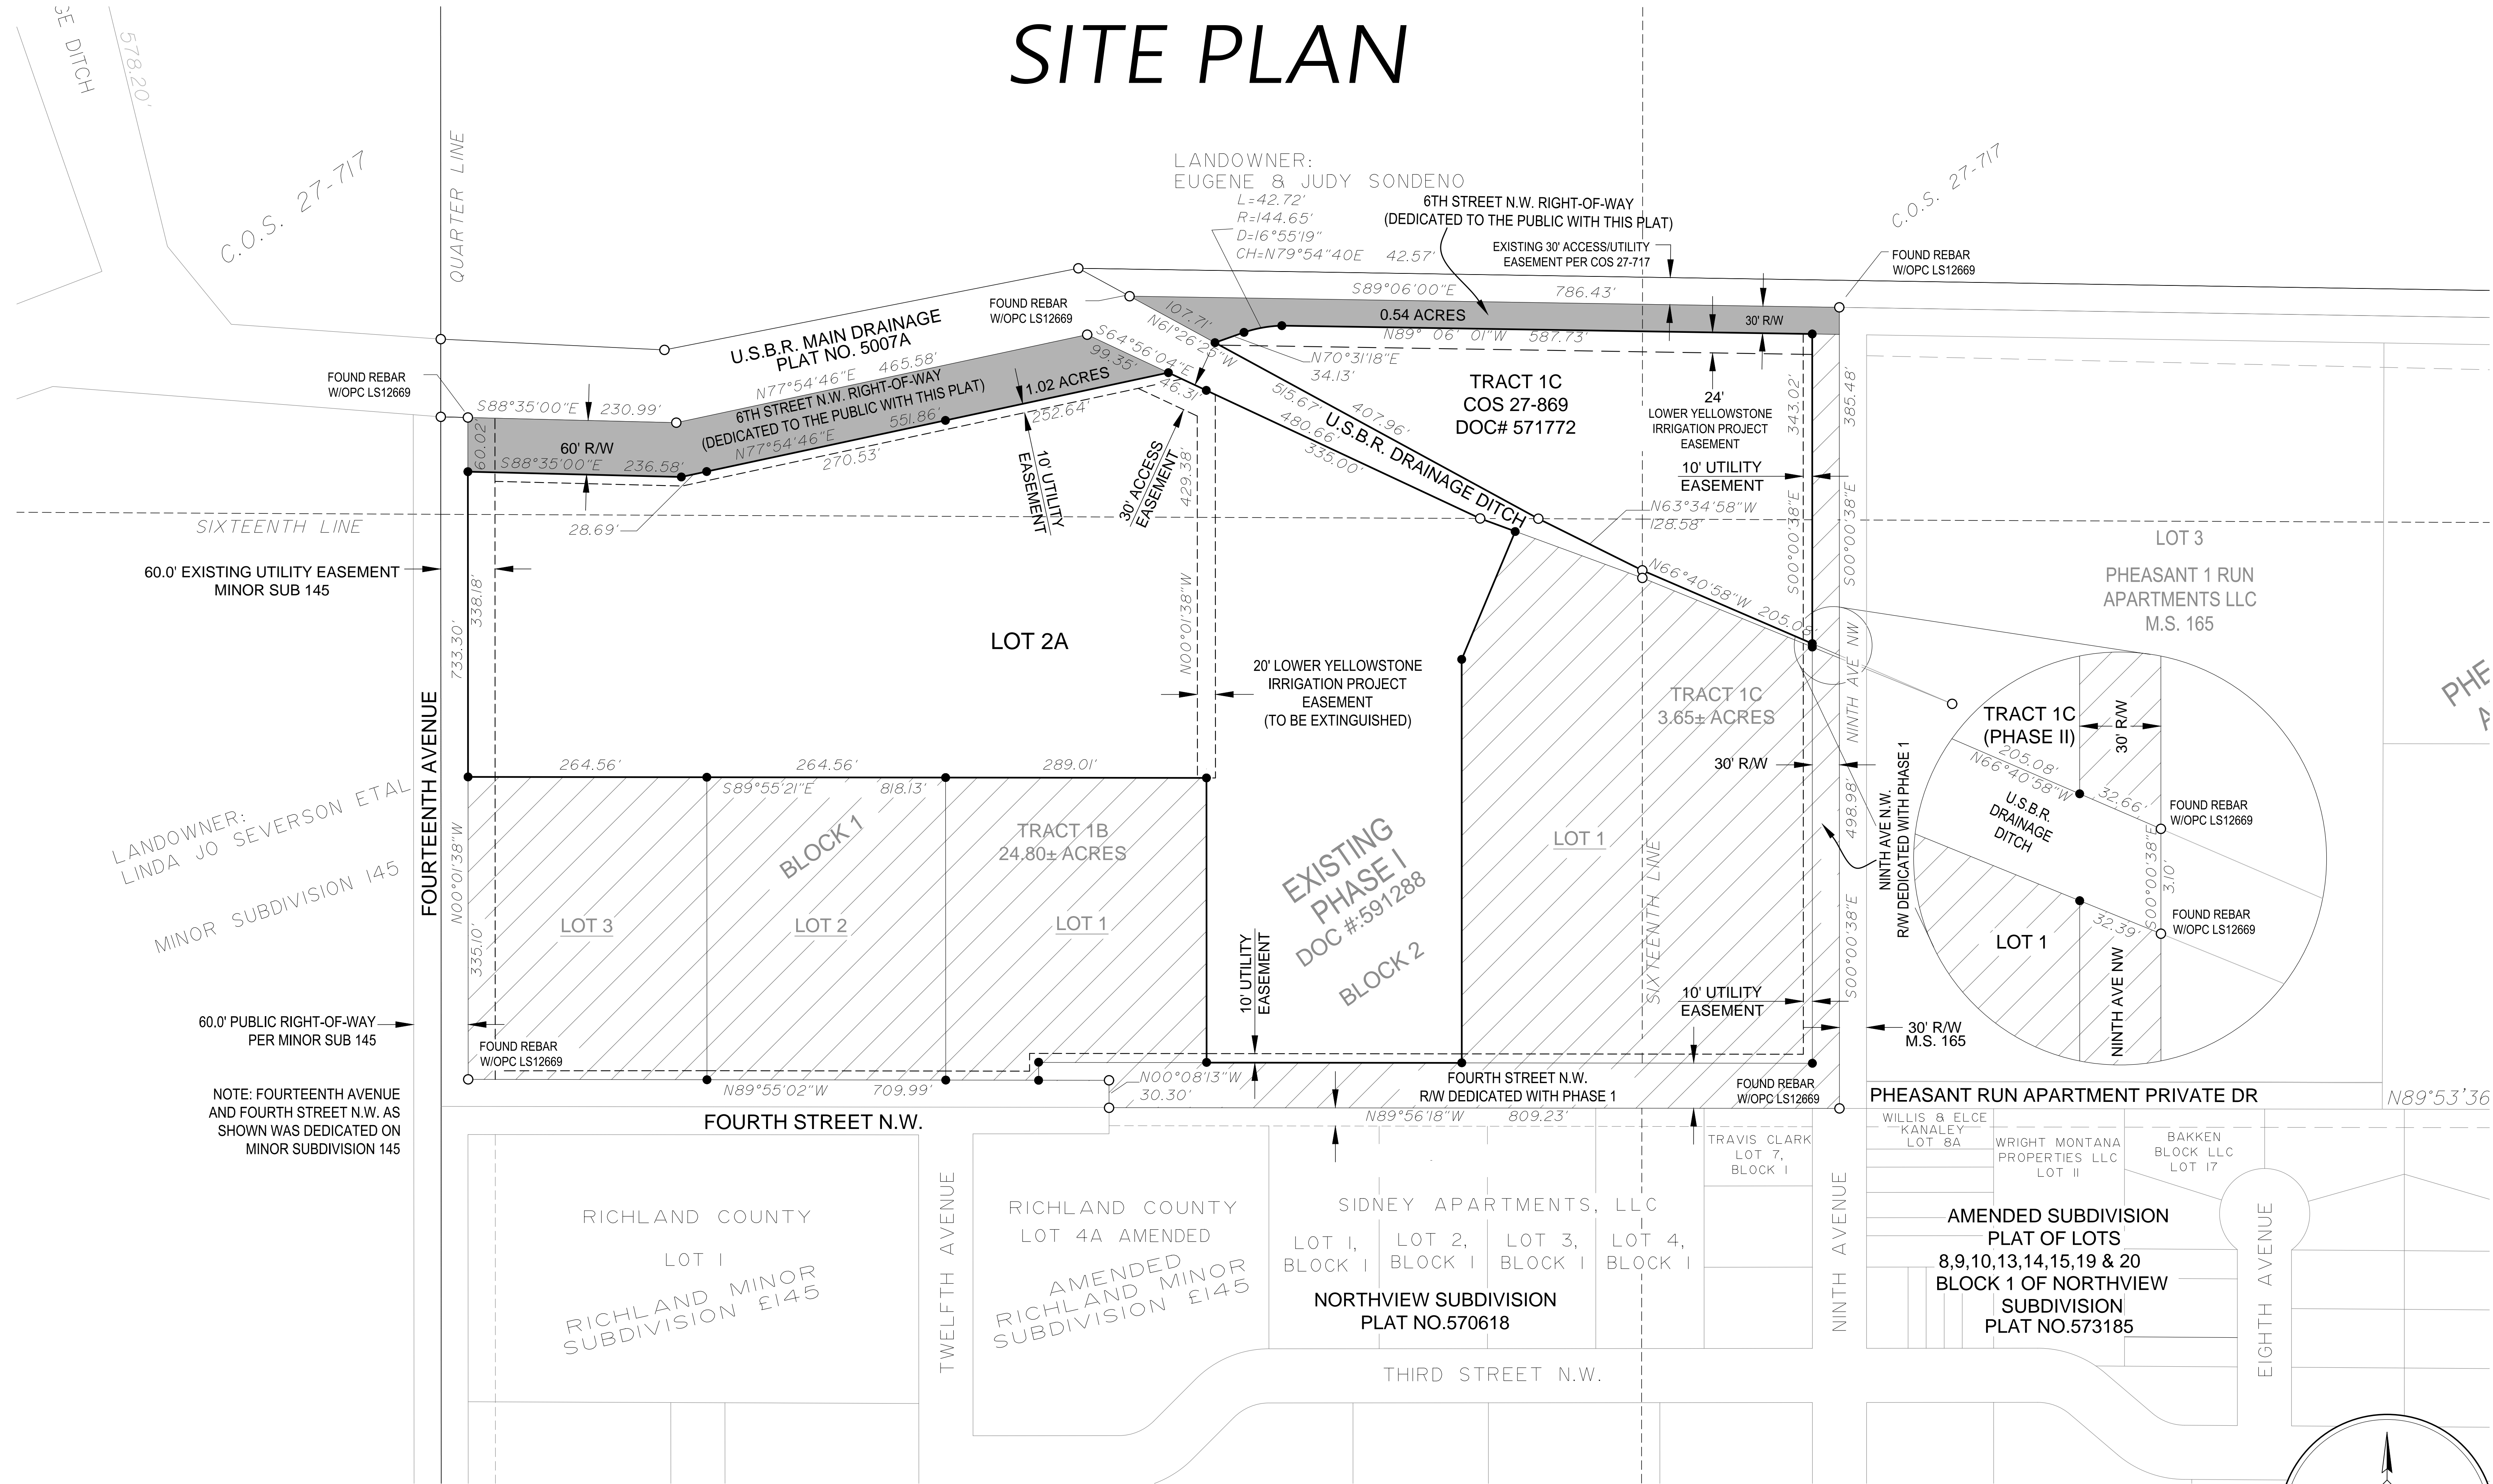 SITE PLAN
GE DITCH
578.20'
C.O.S. 27-717
QUARTER LINE
LANDOWNER:
EUGENE & JUDY SONDENO
L=42.72'
R=144.65'
D=16°55'19"
CH=N79°54"40E 42.57'
6TH STREET N.W. RIGHT-OF-WAY
(DEDICATED TO THE PUBLIC WITH THIS PLAT)
EXISTING 30' ACCESS/UTILITY
EASEMENT PER COS 27-717
C.O.S. 27-717
FOUND REBAR
W/OPC LS12669
FOUND REBAR
W/OPC LS12669
S89°06'00"E 786.43'
0.54 ACRES
30' R/W
N89° 06' 01"W 587.73'
107.71'
N61°26'25"W
N70°31'18"E
34.13'
U.S.B.R. MAIN DRAINAGE
PLAT NO. 5007A
N77°54'46"E 465.58'
S64°56'04"E
99.35'
46.31'
FOUND REBAR
W/OPC LS12669
S88°35'00"E 230.99'
6TH STREET N.W. RIGHT-OF-WAY
(DEDICATED TO THE PUBLIC WITH THIS PLAT)
1.02 ACRES
60.02'
60' R/W
S88°35'00"E 236.58'
N77°54'46"E 551.86'
252.64'
270.53'
28.69'
10' UTILITY
EASEMENT
30' ACCESS
EASEMENT
429.38'
N00°01'38"W
TRACT 1C
COS 27-869
DOC# 571772
24'
LOWER YELLOWSTONE
IRRIGATION PROJECT
EASEMENT
515.67'
407.96'
U.S.B.R. DRAINAGE DITCH
480.66'
335.00'
10' UTILITY
EASEMENT
343.02'
S00°00'38"E
385.48'
S00°00'38"E
N63°34'58"W
128.58'
N66°40'58"W 205.08'
SIXTEENTH LINE
60.0' EXISTING UTILITY EASEMENT
MINOR SUB 145
338.18'
733.30'
FOURTEENTH AVENUE
N00°01'38"W
335.10'
LOT 2A
20' LOWER YELLOWSTONE
IRRIGATION PROJECT
EASEMENT
(TO BE EXTINGUISHED)
LOT 3
PHEASANT 1 RUN
APARTMENTS LLC
M.S. 165
PHE
A
TRACT 1C
3.65± ACRES
NINTH AVE NW
30' R/W
NINTH AVE N.W.
R/W DEDICATED WITH PHASE 1
498.98'
S00°00'38"E
TRACT 1C
(PHASE II)
30' R/W
205.08'
N66°40'58"W
32.66'
U.S.B.R.
DRAINAGE
DITCH
FOUND REBAR
W/OPC LS12669
S00°00'38"E
3.10'
FOUND REBAR
W/OPC LS12669
32.39'
LOT 1
NINTH AVE NW
264.56'
264.56'
289.01'
S89°55'21"E 818.13'
BLOCK 1
TRACT 1B
24.80± ACRES
LOT 3
LOT 2
LOT 1
EXISTING
PHASE I
DOC #:591288
BLOCK 2
LOT 1
SIXTEENTH LINE
LANDOWNER:
LINDA JO SEVERSON ETAL
MINOR SUBDIVISION 145
10' UTILITY
EASEMENT
10' UTILITY
EASEMENT
60.0' PUBLIC RIGHT-OF-WAY
PER MINOR SUB 145
FOUND REBAR
W/OPC LS12669
30' R/W
M.S. 165
N89°55'02"W 709.99'
N00°08'13"W
30.30'
FOURTH STREET N.W.
R/W DEDICATED WITH PHASE 1
FOUND REBAR
W/OPC LS12669
N89°56'18"W 809.23'
NOTE: FOURTEENTH AVENUE
AND FOURTH STREET N.W. AS
SHOWN WAS DEDICATED ON
MINOR SUBDIVISION 145
FOURTH STREET N.W.
PHEASANT RUN APARTMENT PRIVATE DR
N89°53'36
WILLIS & ELCE
KANALEY
LOT 8A
WRIGHT MONTANA
PROPERTIES LLC
LOT 11
BAKKEN
BLOCK LLC
LOT 17
TRAVIS CLARK
LOT 7,
BLOCK 1
RICHLAND COUNTY
LOT 1
RICHLAND MINOR
SUBDIVISION £145
TWELFTH AVENUE
RICHLAND COUNTY
LOT 4A AMENDED
AMENDED
RICHLAND MINOR
SUBDIVISION £145
SIDNEY APARTMENTS, LLC
LOT 1,
BLOCK 1
LOT 2,
BLOCK 1
LOT 3,
BLOCK 1
LOT 4,
BLOCK 1
NORTHVIEW SUBDIVISION
PLAT NO.570618
NINTH AVENUE
AMENDED SUBDIVISION
PLAT OF LOTS
8,9,10,13,14,15,19 & 20
BLOCK 1 OF NORTHVIEW
SUBDIVISION
PLAT NO.573185
EIGHTH AVENUE
THIRD STREET N.W.